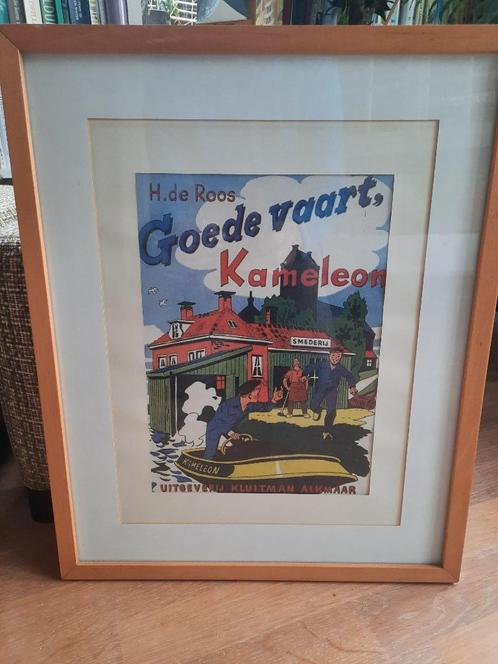 H. de Roos
Goede vaart,
Kameleon
SMEDERIJ
KAMELEON
UITGEVERIJ KLUITMAN ALKMAAR